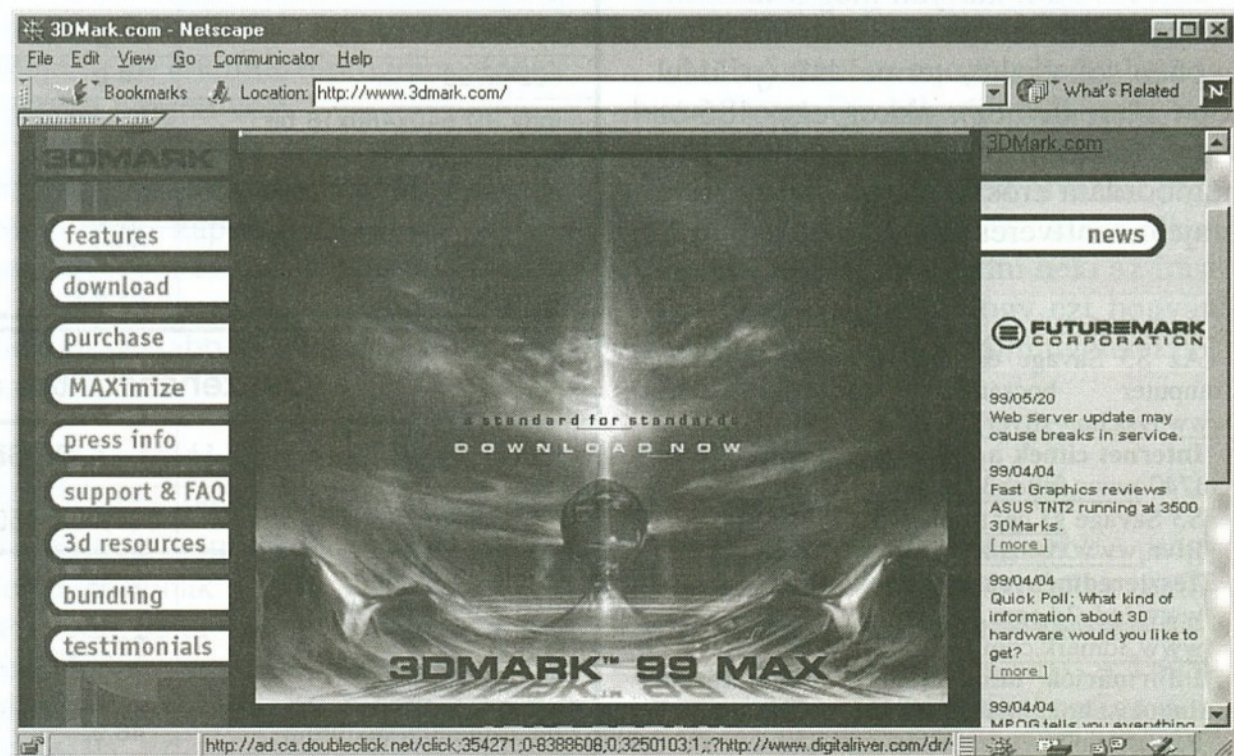 3DMark.com - Netscape
File Edit View Go Communicator Help
Bookmarks Location: http://www.3dmark.com/ What's Related N
3DMARK
features
download
purchase
MAXimize
press info
support & FAQ
3d resources
bundling
testimonials
a standard for standards.
DOWNLOAD NOW
3DMARK™ 99 MAX
3DMark.com
news
FUTUREMARK
CORPORATION
99/05/20
Web server update may
cause breaks in service.
99/04/04
Fast Graphics reviews
ASUS TNT2 running at 3500
3DMarks.
[ more ]
99/04/04
Quick Poll: What kind of
information about 3D
hardware would you like to
get?
[ more ]
99/04/04
MPOG tells you everything
http://ad.ca.doubleclick.net/click;354271;0-8388608;0;3250103;1;;?http://www.digitalriver.com/dr/